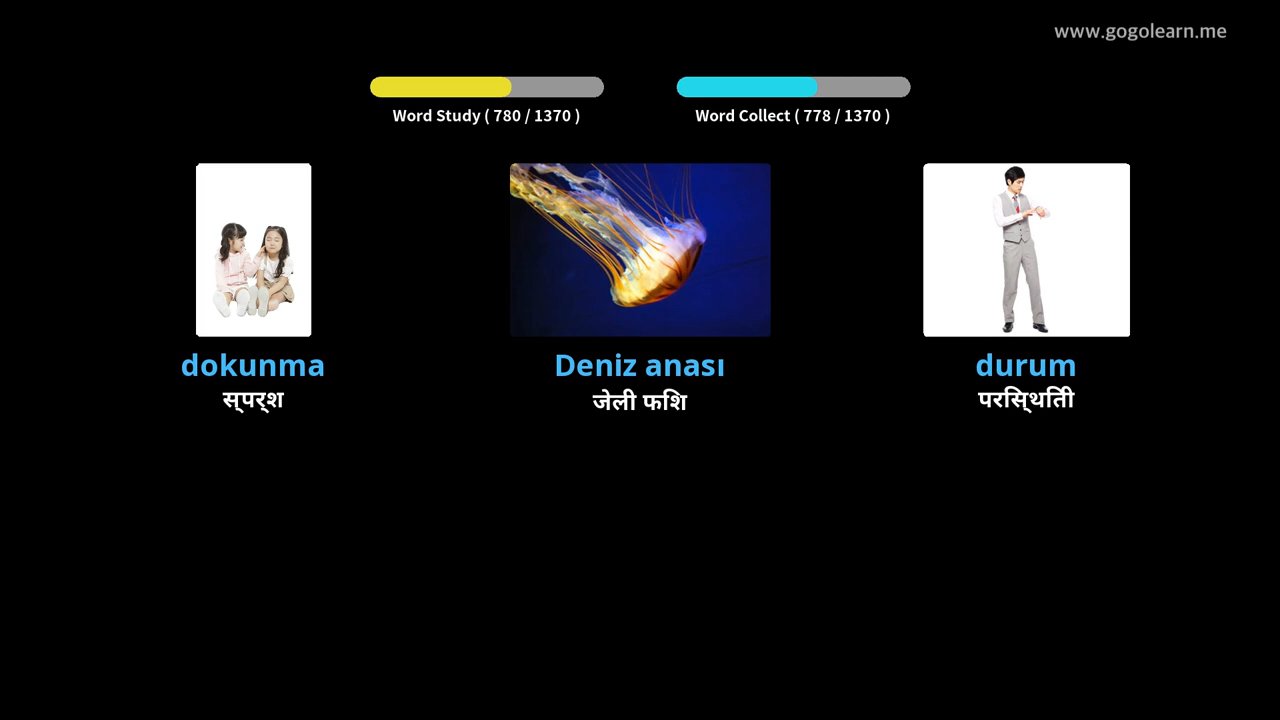 www.gogolearn.me
Word Study ( 780 / 1370 )
Word Collect ( 778 / 1370 )
dokunma
स्पर्श
Deniz anası
जेली फिश
durum
परिस्थिति